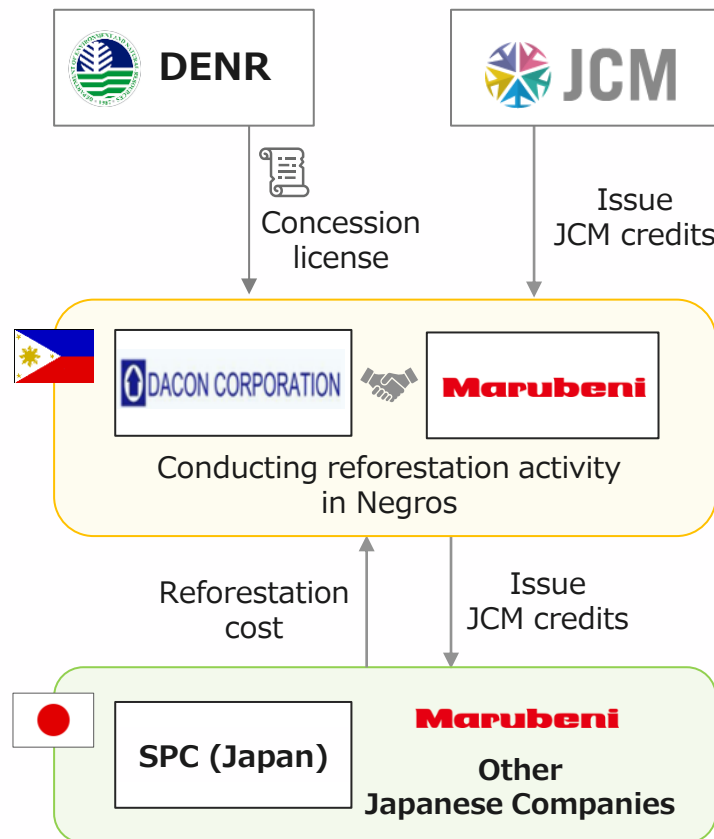 DENR
JCM
Concession
license
Issue
JCM credits
DACON CORPORATION
Marubeni
Conducting reforestation activity
in Negros
Reforestation
cost
Issue
JCM credits
SPC (Japan)
Marubeni
Other
Japanese Companies